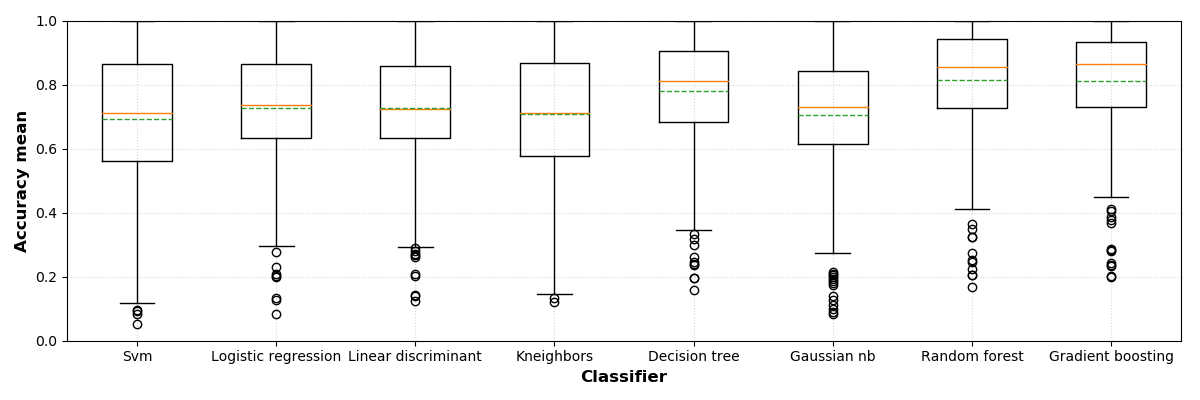 1.0
0.8
0.6
0.4
0.2
0.0
Accuracy mean
Svm Logistic regression Linear discriminant Kneighbors Decision tree Gaussian nb Random forest Gradient boosting
Classifier